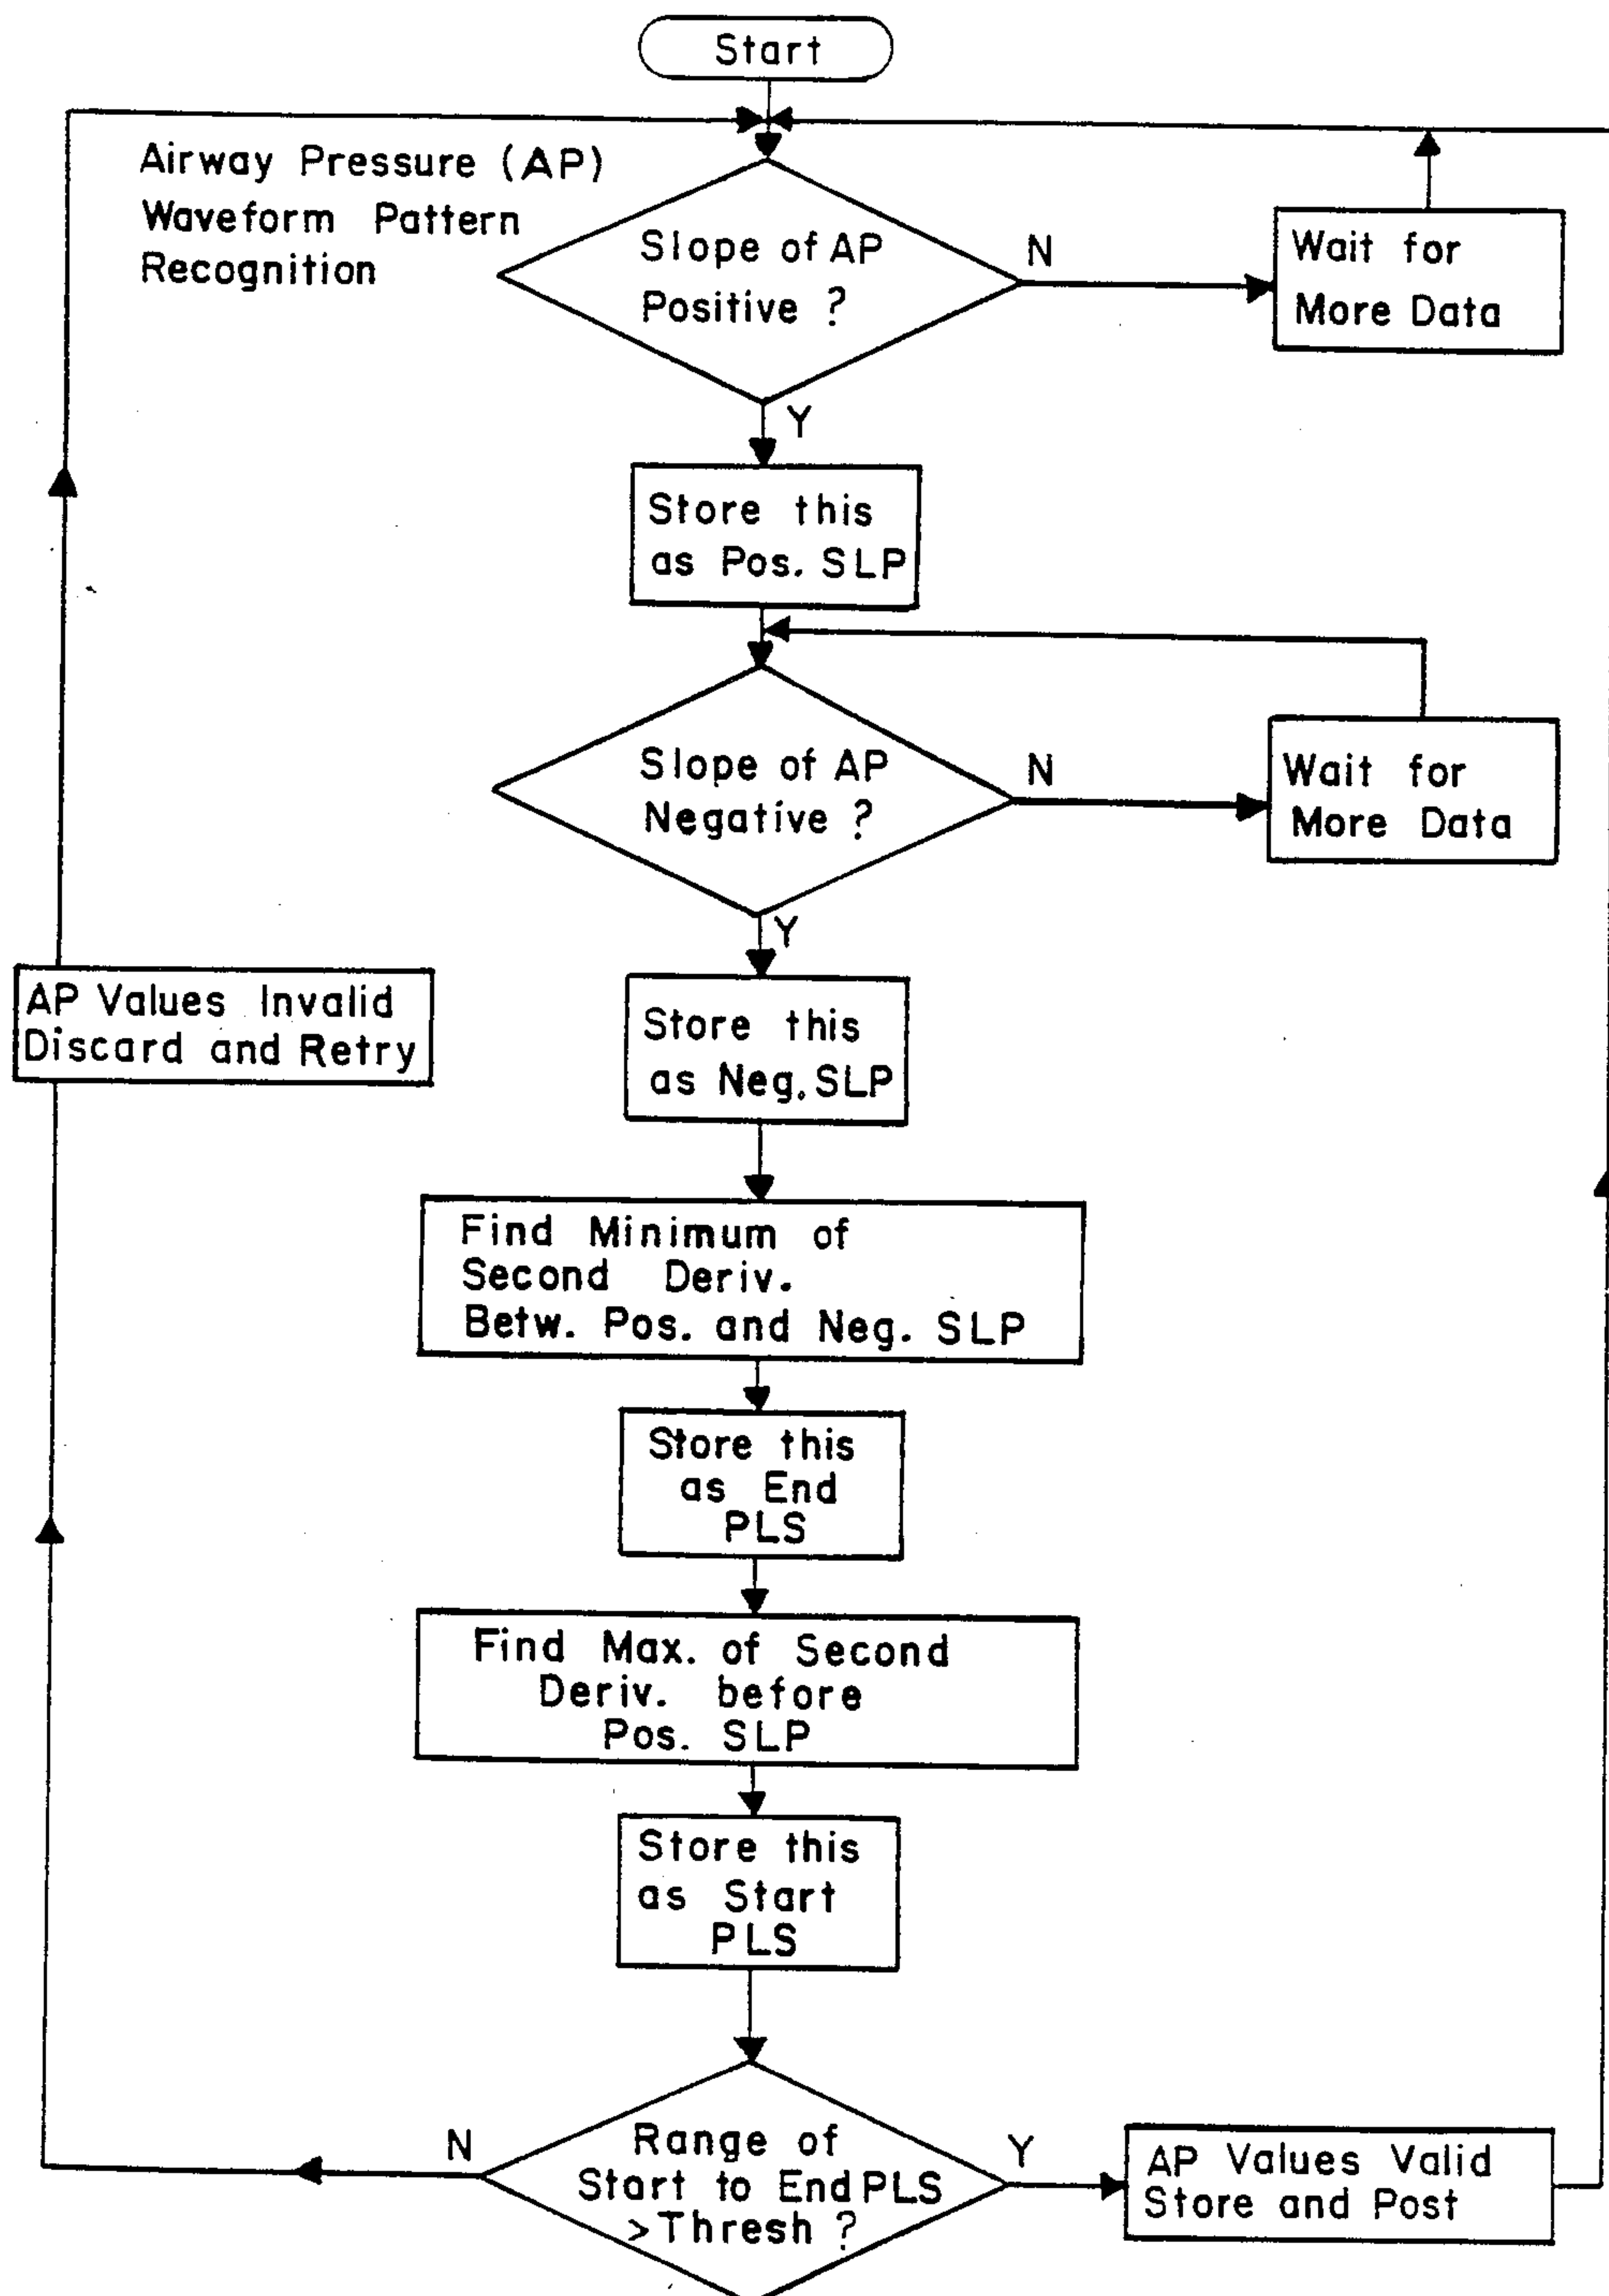 Start
Airway Pressure (AP)
Waveform Pattern
Recognition
Slope of AP
Positive ?
N
Wait for
More Data
Y
Store this
as Pos. SLP
Slope of AP
Negative ?
N
Wait for
More Data
Y
AP Values Invalid
Discard and Retry
Store this
as Neg. SLP
Find Minimum of
Second Deriv.
Betw. Pos. and Neg. SLP
Store this
as End
PLS
Find Max. of Second
Deriv. before
Pos. SLP
Store this
as Start
PLS
N
Range of
Start to End PLS
>Thresh ?
Y
AP Values Valid
Store and Post